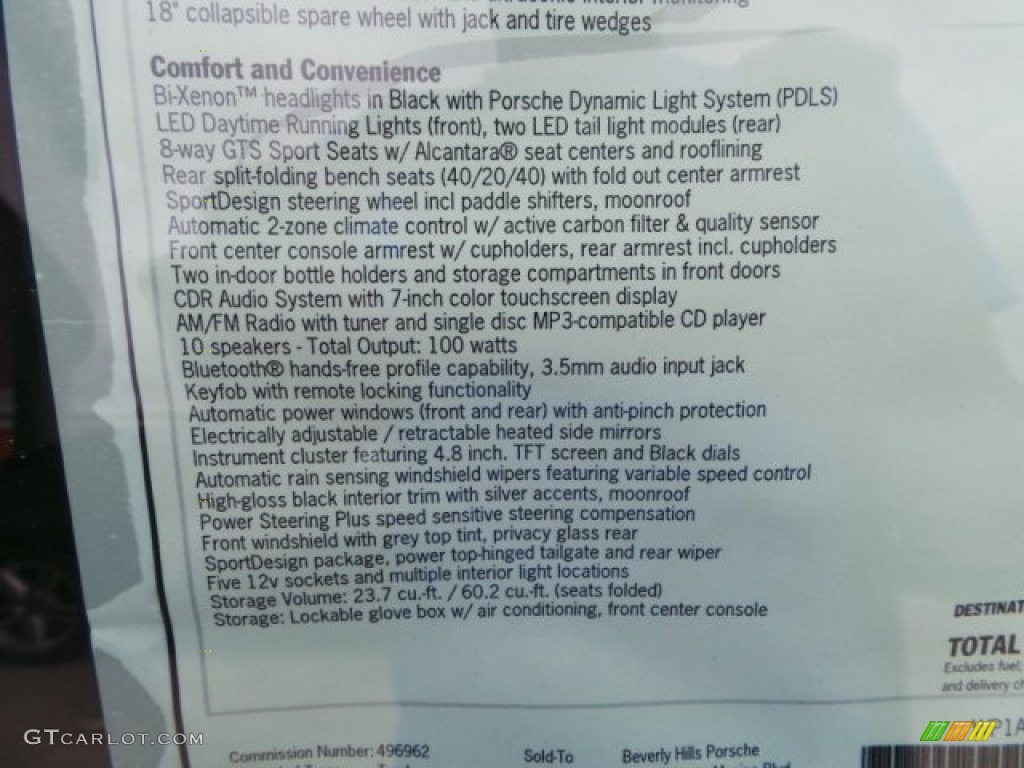 ultrasonic interior monitoring
18" collapsible spare wheel with jack and tire wedges
Comfort and Convenience
Bi-Xenon™ headlights in Black with Porsche Dynamic Light System (PDLS)
LED Daytime Running Lights (front), two LED tail light modules (rear)
8-way GTS Sport Seats w/ Alcantara® seat centers and rooflining
Rear split-folding bench seats (40/20/40) with fold out center armrest
SportDesign steering wheel incl paddle shifters, moonroof
Automatic 2-zone climate control w/ active carbon filter & quality sensor
Front center console armrest w/ cupholders, rear armrest incl. cupholders
Two in-door bottle holders and storage compartments in front doors
CDR Audio System with 7-inch color touchscreen display
AM/FM Radio with tuner and single disc MP3-compatible CD player
10 speakers - Total Output: 100 watts
Bluetooth® hands-free profile capability, 3.5mm audio input jack
Keyfob with remote locking functionality
Automatic power windows (front and rear) with anti-pinch protection
Electrically adjustable / retractable heated side mirrors
Instrument cluster featuring 4.8 inch. TFT screen and Black dials
Automatic rain sensing windshield wipers featuring variable speed control
High-gloss black interior trim with silver accents, moonroof
Power Steering Plus speed sensitive steering compensation
Front windshield with grey top tint, privacy glass rear
SportDesign package, power top-hinged tailgate and rear wiper
Five 12v sockets and multiple interior light locations
Storage Volume: 23.7 cu.-ft. / 60.2 cu.-ft. (seats folded)
Storage: Lockable glove box w/ air conditioning, front center console
DESTINAT
TOTAL
Excludes fuel,
and delivery ch
Commission Number: 496962
Sold-To
Beverly Hills Porsche
GTCARLOT.COM